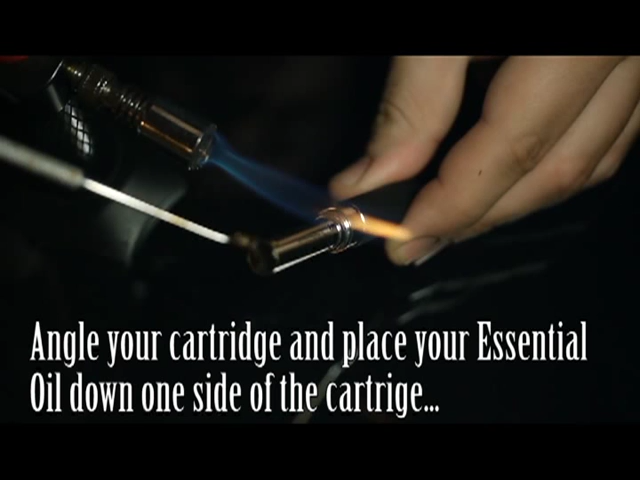 Angle your cartridge and place your Essential
Oil down one side of the cartrige...